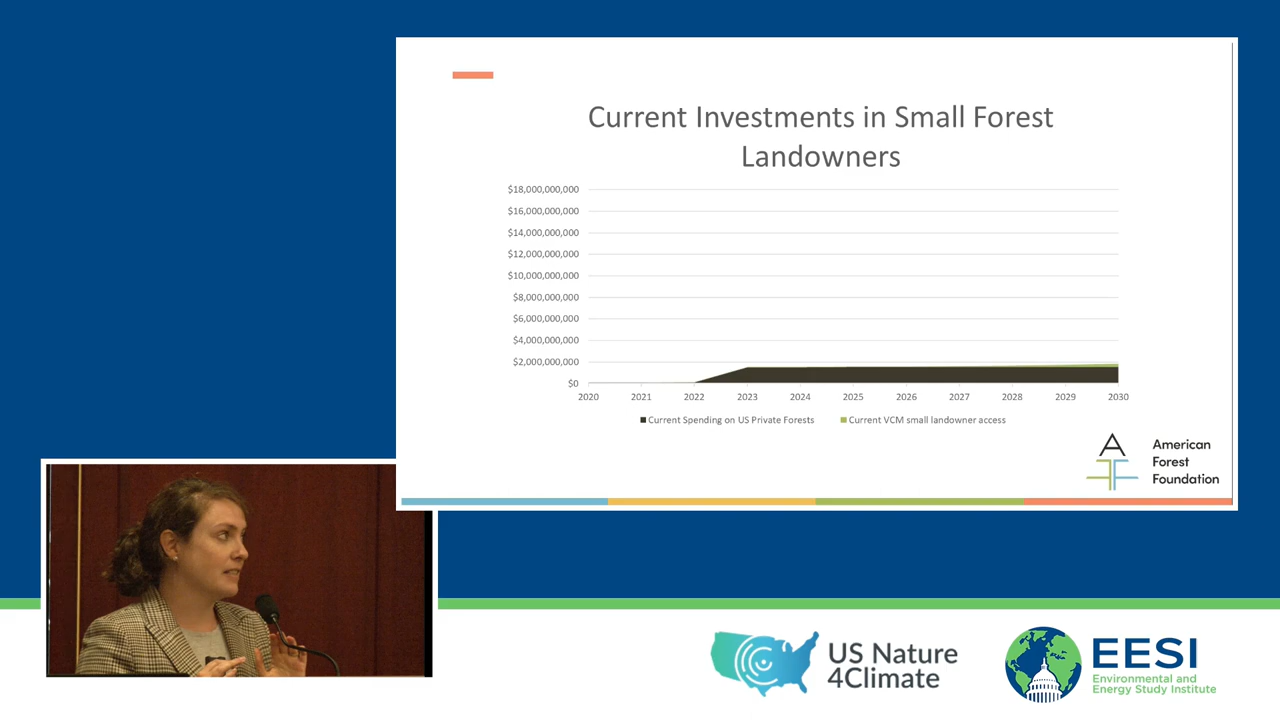 Current Investments in Small Forest
Landowners
$18,000,000,000
$16,000,000,000
$14,000,000,000
$12,000,000,000
$10,000,000,000
$8,000,000,000
$6,000,000,000
$4,000,000,000
$2,000,000,000
$0
2020 2021 2022 2023 2024 2025 2026 2027 2028 2029 2030
Current Spending on US Private Forests Current VCM small landowner access
American
Forest
Foundation
US Nature
4Climate
EESI
Environmental and
Energy Study Institute